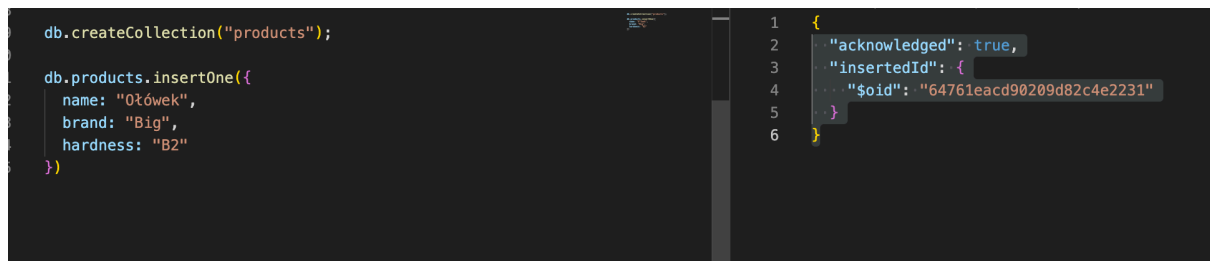 db.createCollection("products");
db.products.insertOne({
name: "Ołówek",
brand: "Big",
hardness: "B2"
})
1 {
2 "acknowledged": true,
3 "insertedId": {
4 "$oid": "64761eacd90209d82c4e2231"
5 }
6 }